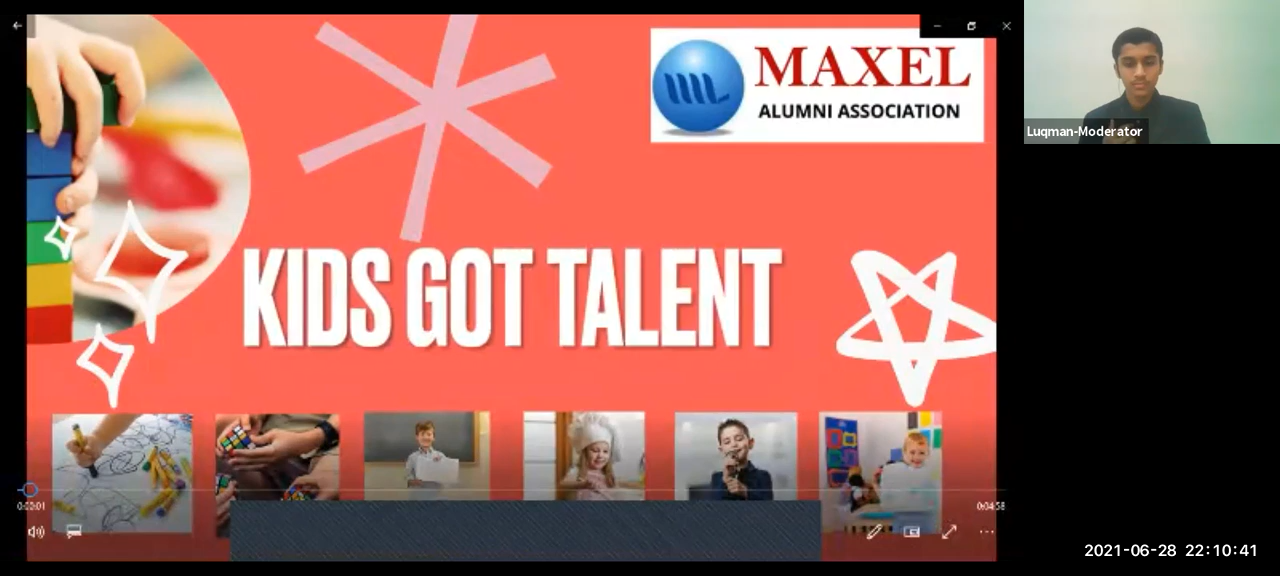 MAXEL
ALUMNI ASSOCIATION
Luqman-Moderator
KIDS GOT TALENT
0:00:01
0:04:58
2021-06-28 22:10:41